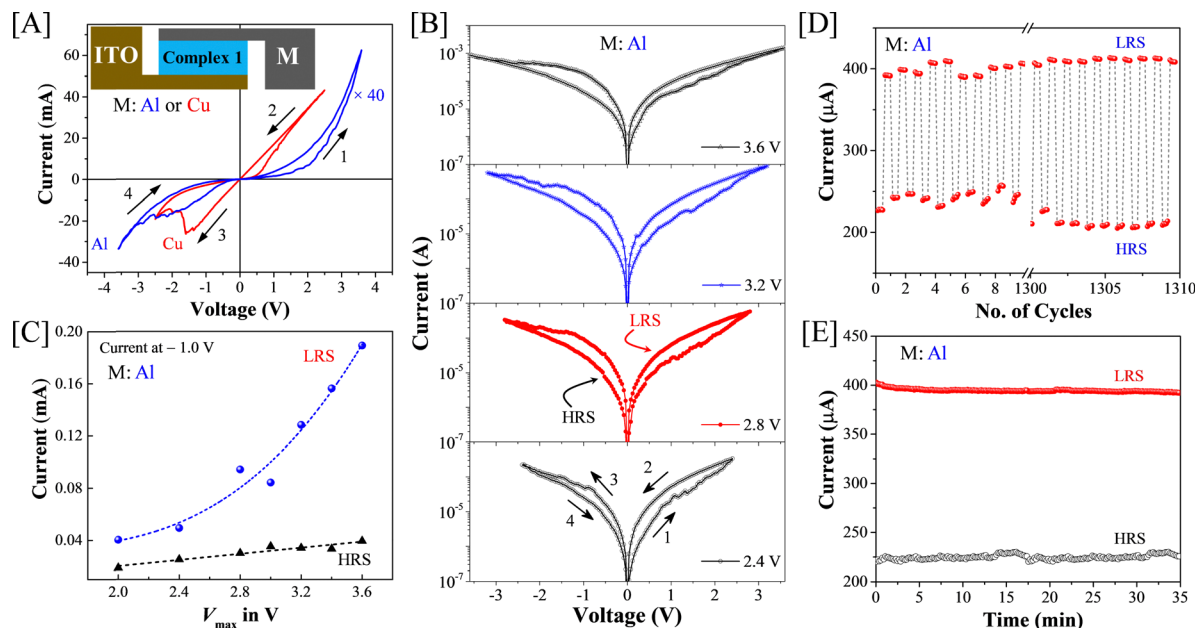 [A]
ITO
Complex 1
M
M: Al or Cu
× 40
2
1
4
3
Al
Cu
60
40
20
0
-20
-40
-4 -3 -2 -1 0 1 2 3 4
Current (mA)
Voltage (V)
[B]
M: Al
10-3
10-5
10-7
3.6 V
10-5
10-7
3.2 V
LRS
HRS
10-5
10-7
2.8 V
3
2
4
1
10-5
10-7
2.4 V
-3 -2 -1 0 1 2 3
Current (A)
Voltage (V)
[C]
Current at – 1.0 V
M: Al
LRS
HRS
0.20
0.16
0.12
0.08
0.04
2.0 2.4 2.8 3.2 3.6
Current (mA)
Vmax in V
[D]
M: Al
LRS
HRS
400
300
200
0 2 4 6 8 1300 1305 1310
Current (µA)
No. of Cycles
[E]
M: Al
LRS
HRS
450
400
350
300
250
200
0 5 10 15 20 25 30 35
Current (µA)
Time (min)